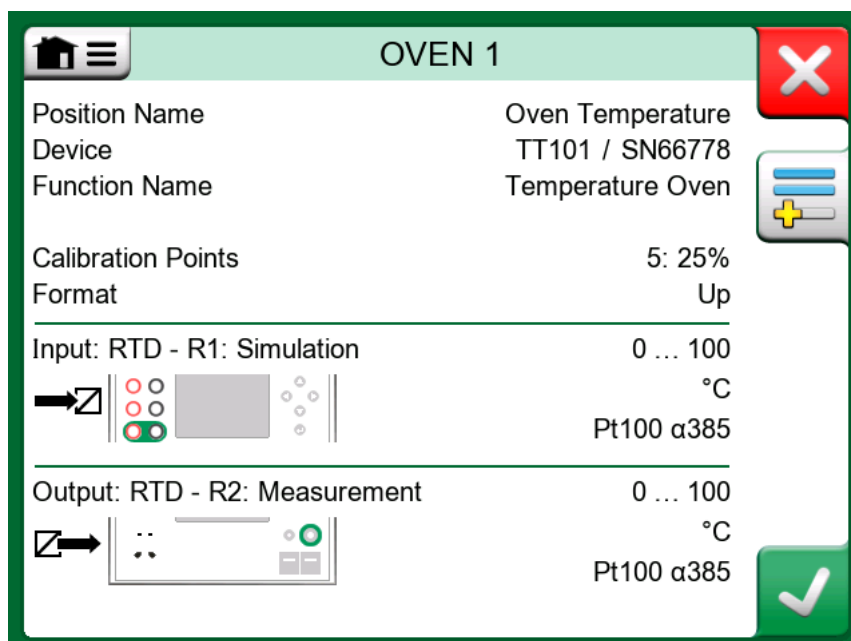 OVEN 1
Position Name Oven Temperature
Device TT101 / SN66778
Function Name Temperature Oven
Calibration Points 5: 25%
Format Up
Input: RTD - R1: Simulation 0 … 100
°C
Pt100 α385
Output: RTD - R2: Measurement 0 … 100
°C
Pt100 α385